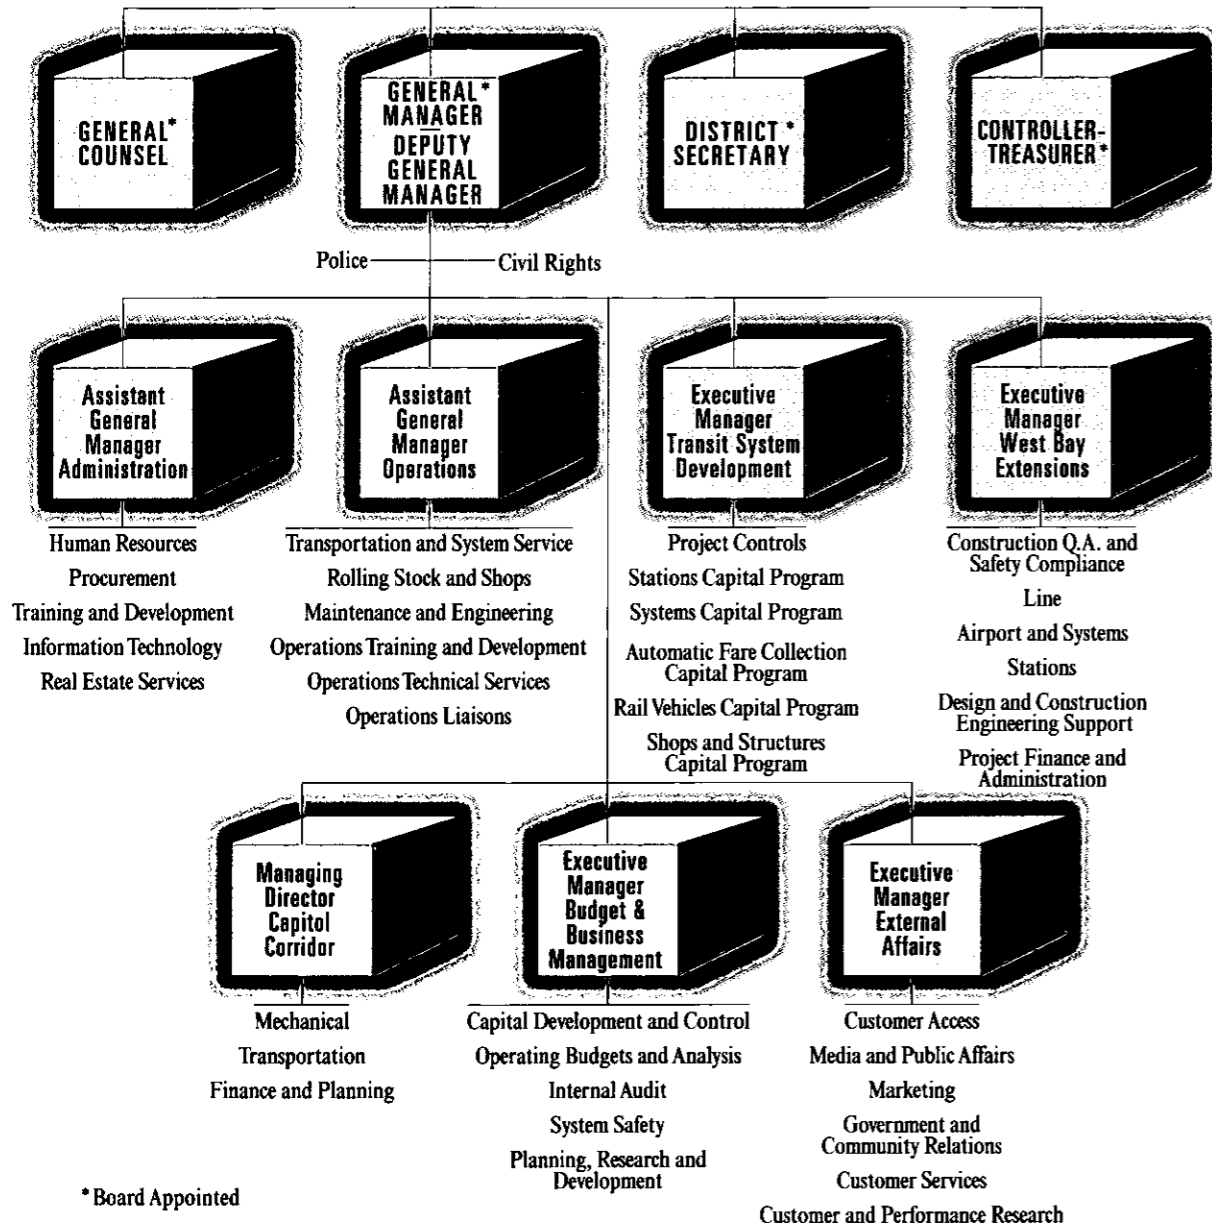 GENERAL*
COUNSEL
GENERAL*
MANAGER
DEPUTY
GENERAL
MANAGER
DISTRICT *
SECRETARY
CONTROLLER-
TREASURER*
Police
Civil Rights
Assistant
General
Manager
Administration
Assistant
General
Manager
Operations
Executive
Manager
Transit System
Development
Executive
Manager
West Bay
Extensions
Human Resources
Procurement
Training and Development
Information Technology
Real Estate Services
Transportation and System Service
Rolling Stock and Shops
Maintenance and Engineering
Operations Training and Development
Operations Technical Services
Operations Liaisons
Project Controls
Stations Capital Program
Systems Capital Program
Automatic Fare Collection
Capital Program
Rail Vehicles Capital Program
Shops and Structures
Capital Program
Construction Q.A. and
Safety Compliance
Line
Airport and Systems
Stations
Design and Construction
Engineering Support
Project Finance and
Administration
Managing
Director
Capitol
Corridor
Executive
Manager
Budget &
Business
Management
Executive
Manager
External
Affairs
Mechanical
Transportation
Finance and Planning
Capital Development and Control
Operating Budgets and Analysis
Internal Audit
System Safety
Planning, Research and
Development
Customer Access
Media and Public Affairs
Marketing
Government and
Community Relations
Customer Services
Customer and Performance Research
*Board Appointed